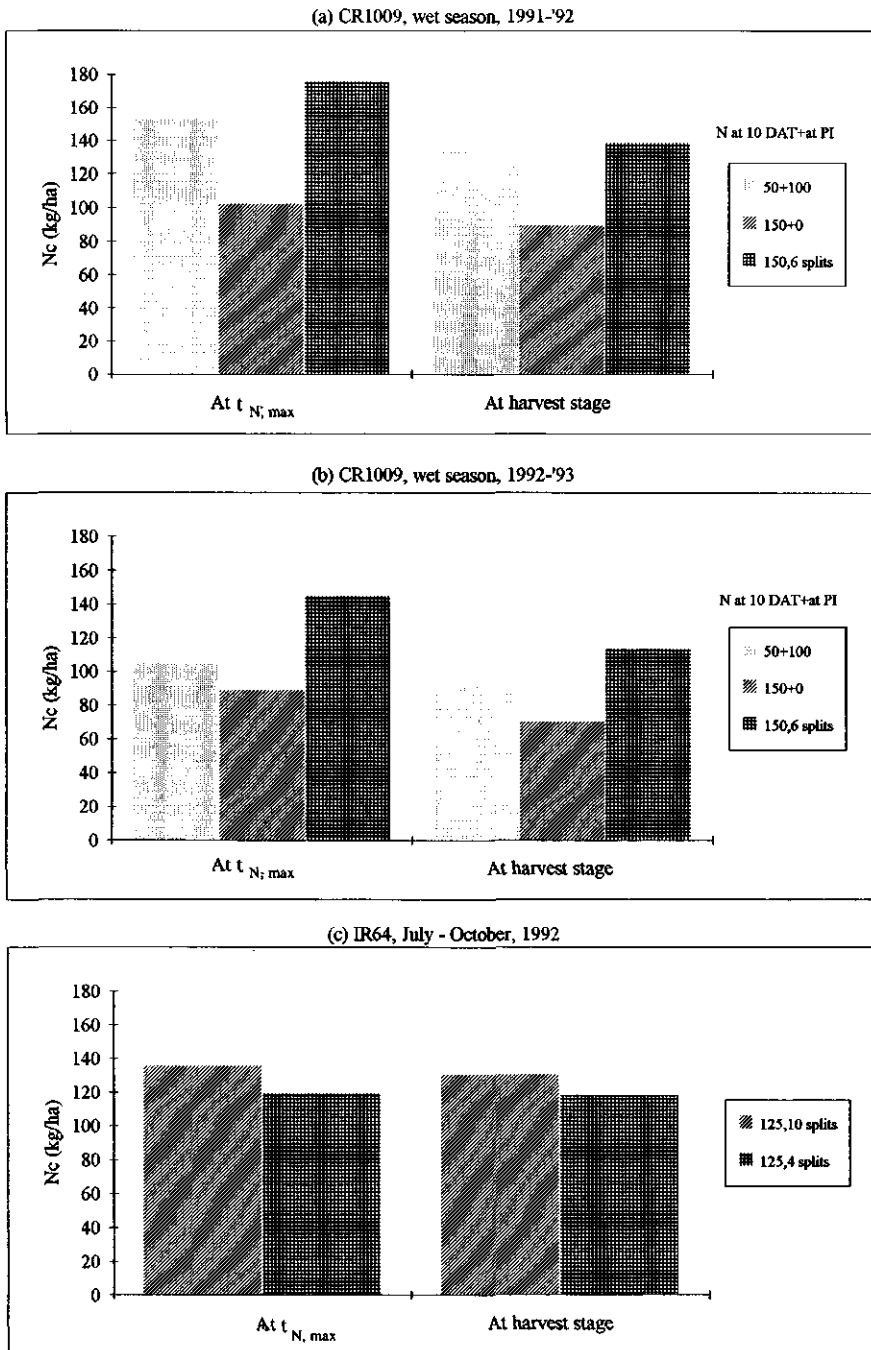 (a) CR1009, wet season, 1991-'92
180
160
140
120
100
80
60
40
20
0
Nc (kg/ha)
At t N, max
At harvest stage
N at 10 DAT+at PI
50+100
150+0
150,6 splits
(b) CR1009, wet season, 1992-'93
180
160
140
120
100
80
60
40
20
0
Nc (kg/ha)
At t N, max
At harvest stage
N at 10 DAT+at PI
50+100
150+0
150,6 splits
(c) IR64, July - October, 1992
180
160
140
120
100
80
60
40
20
0
Nc (kg/ha)
At t N, max
At harvest stage
125,10 splits
125,4 splits